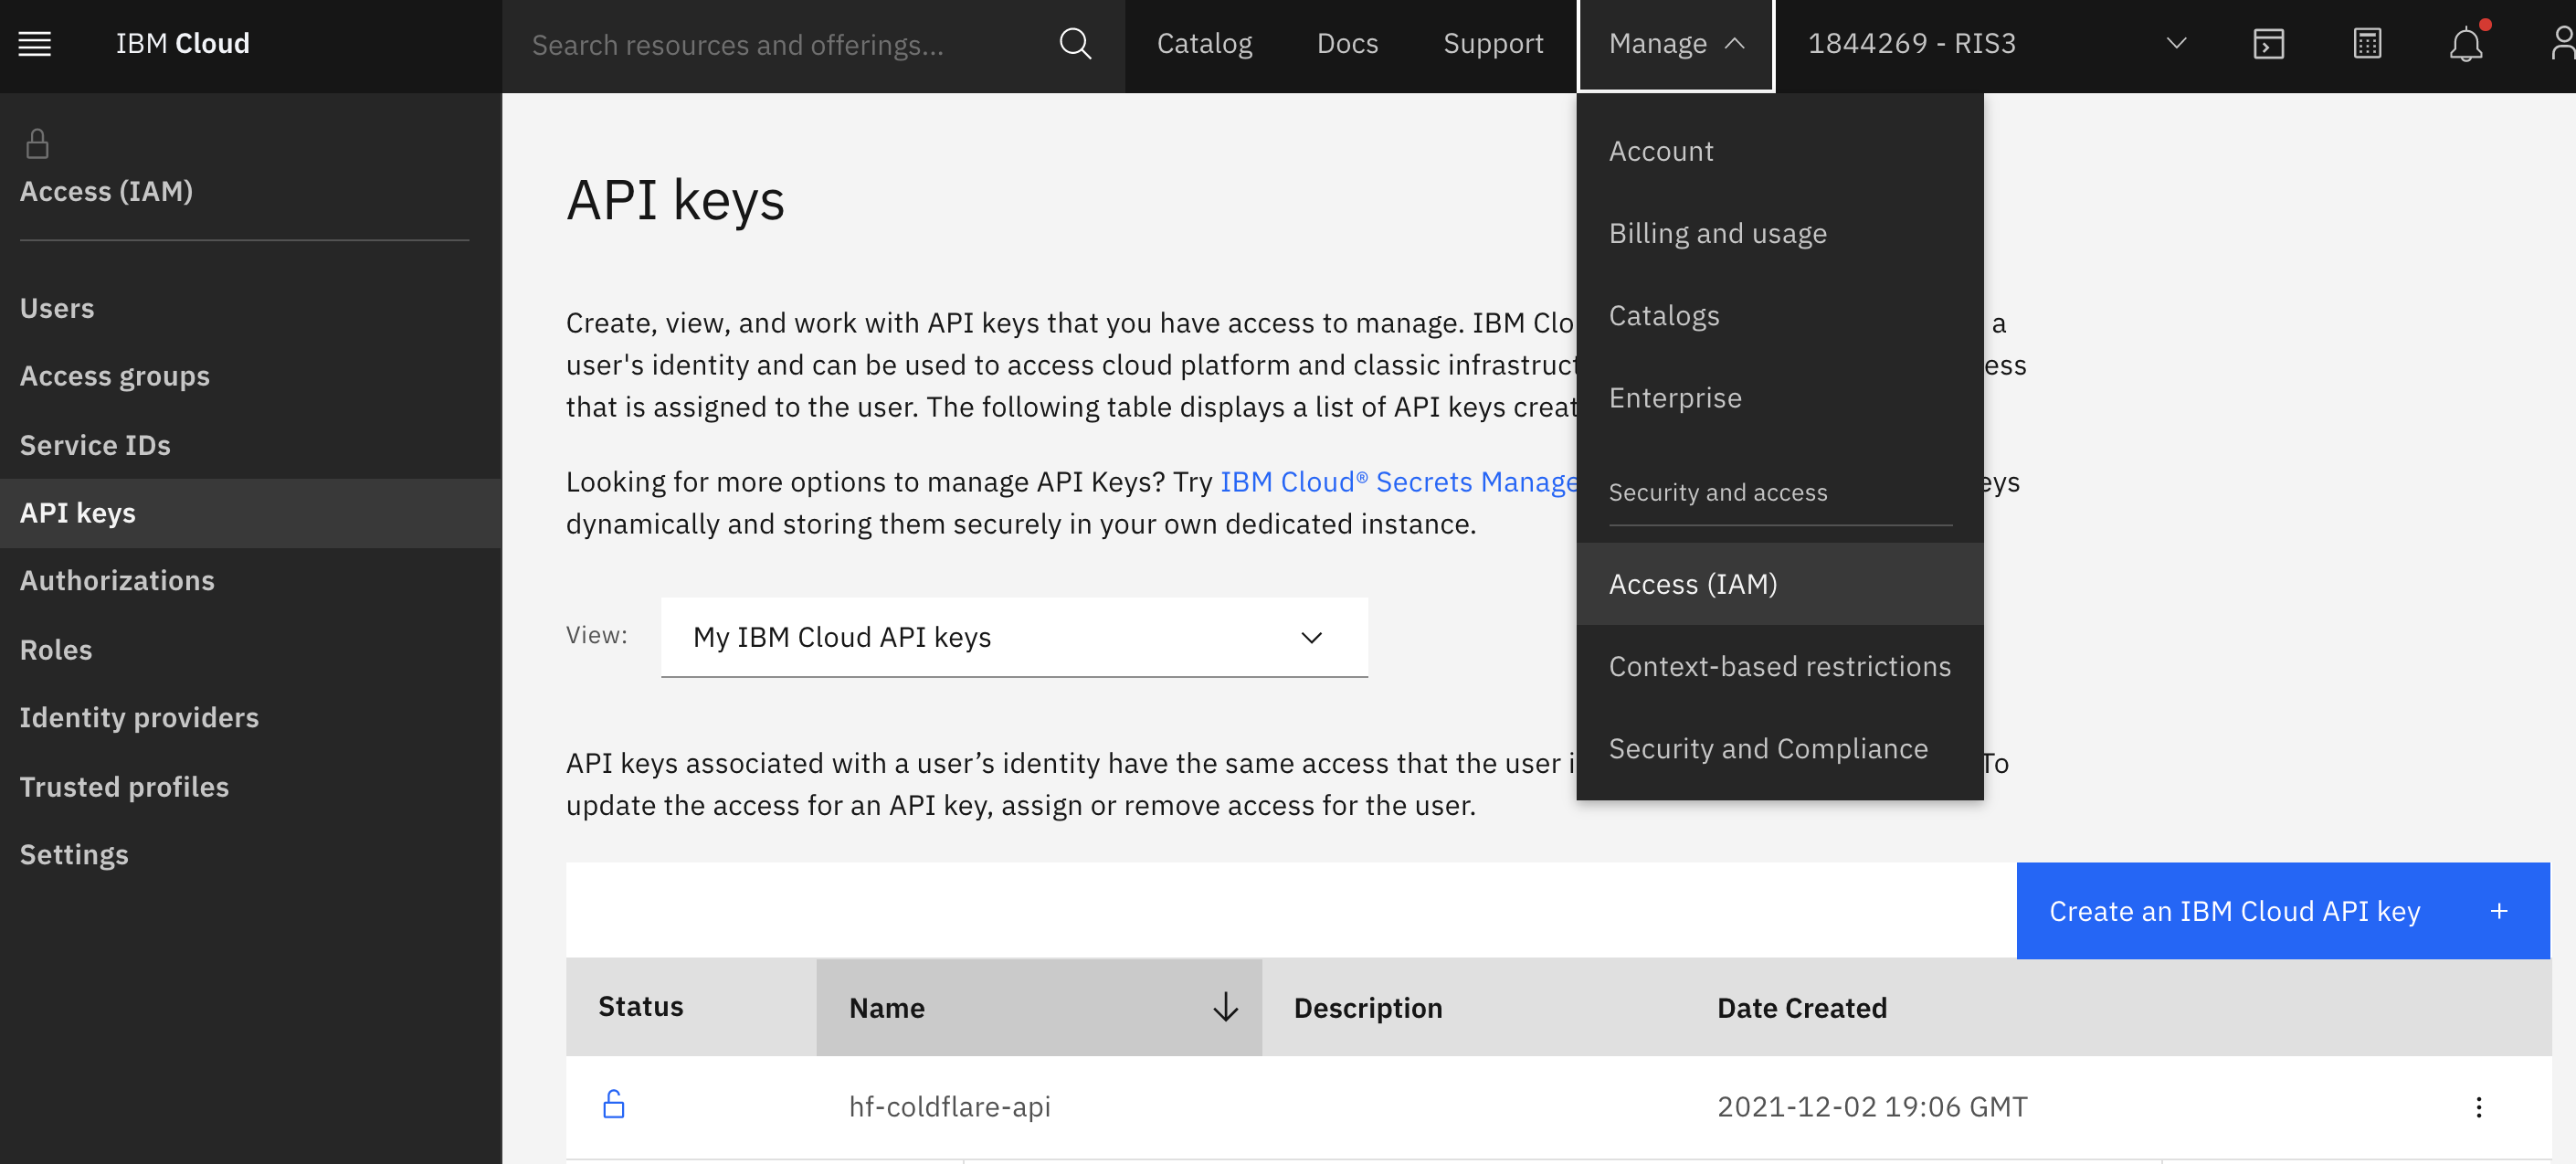 IBM Cloud
Search resources and offerings...
Catalog
Docs
Support
Manage
1844269 - RIS3
Access (IAM)
Users
Access groups
Service IDs
API keys
Authorizations
Roles
Identity providers
Trusted profiles
Settings
Account
Billing and usage
Catalogs
Enterprise
Security and access
Access (IAM)
Context-based restrictions
Security and Compliance
API keys
Create, view, and work with API keys that you have access to manage. IBM Clo a
user's identity and can be used to access cloud platform and classic infrastruct ess
that is assigned to the user. The following table displays a list of API keys creat
Looking for more options to manage API Keys? Try IBM Cloud® Secrets Manage eys
dynamically and storing them securely in your own dedicated instance.
View:
My IBM Cloud API keys
API keys associated with a user’s identity have the same access that the user i To
update the access for an API key, assign or remove access for the user.
Create an IBM Cloud API key +
Status
Name
Description
Date Created
hf-coldflare-api
2021-12-02 19:06 GMT